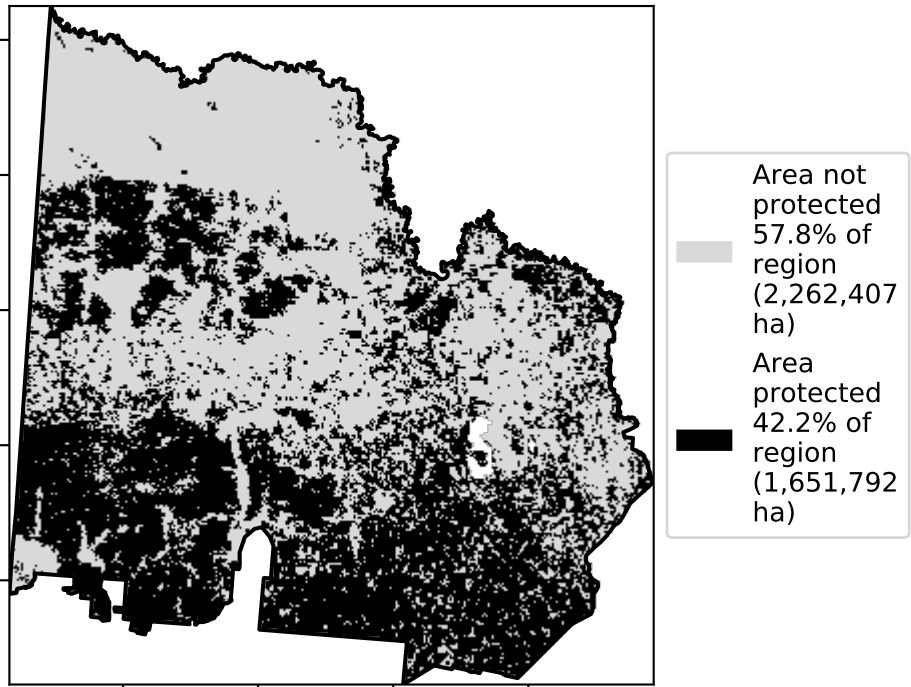 Area not
protected
57.8% of
region
(2,262,407
ha)
Area
protected
42.2% of
region
(1,651,792
ha)